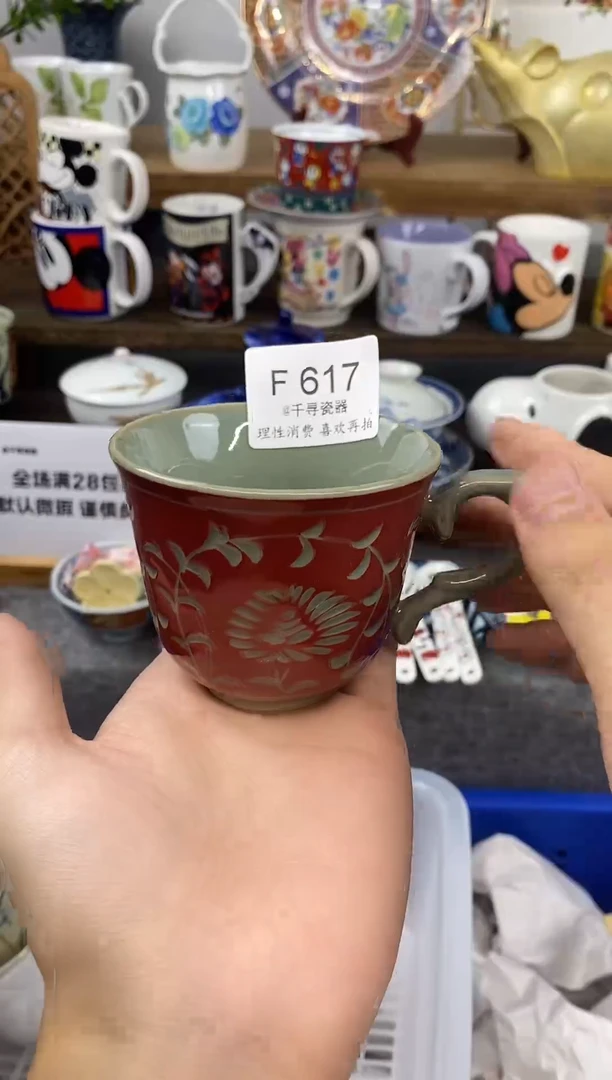 F 617
千寻瓷器
理性消费 喜欢再拍
全场满28包
默认微瑕 谨慎